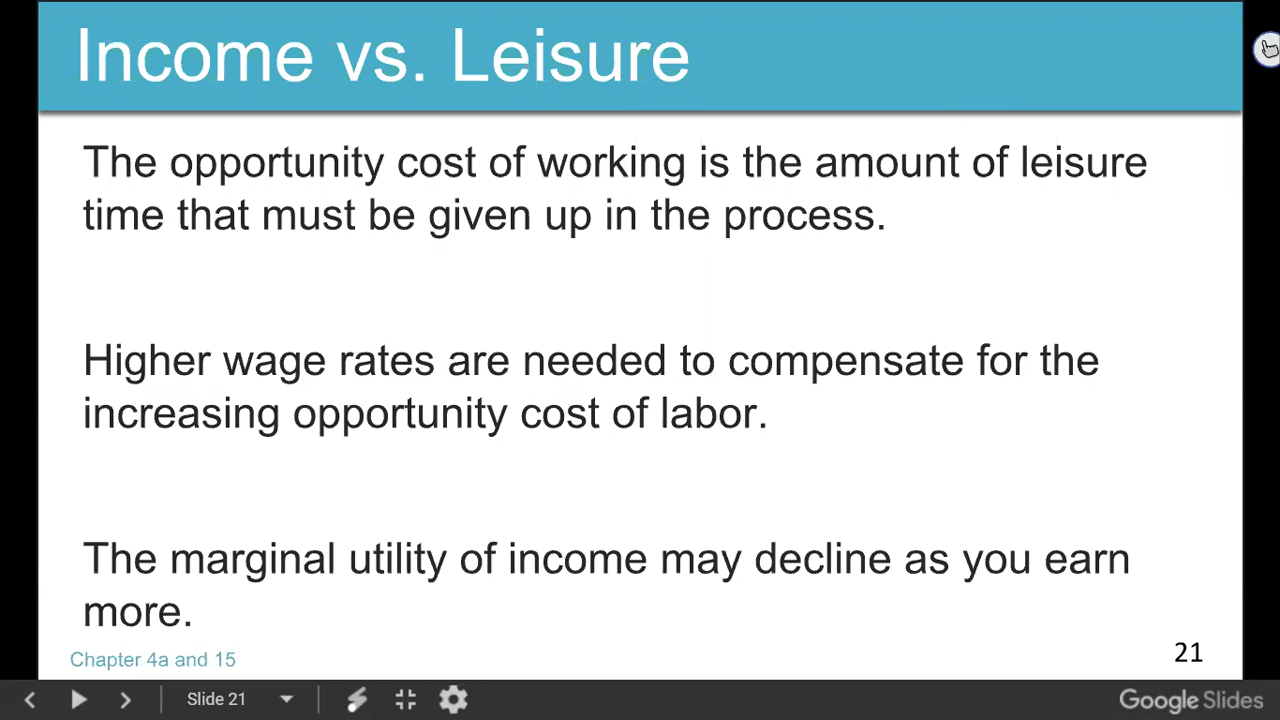 Income vs. Leisure
The opportunity cost of working is the amount of leisure
time that must be given up in the process.
Higher wage rates are needed to compensate for the
increasing opportunity cost of labor.
The marginal utility of income may decline as you earn
more.
Chapter 4a and 15
21
Slide 21
Google Slides